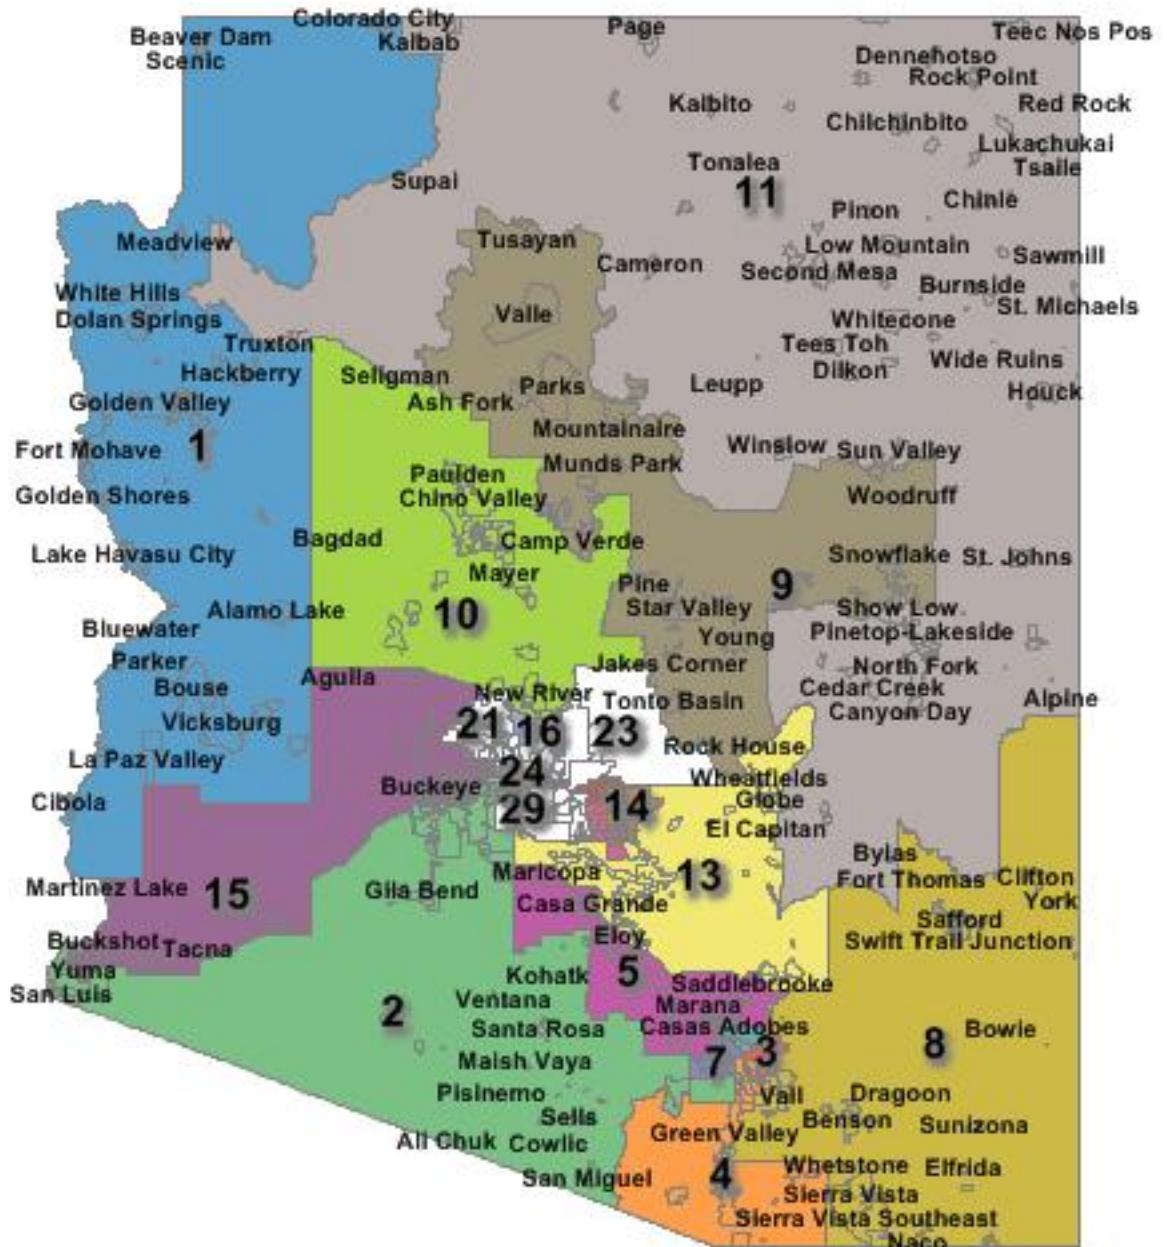 Colorado City
Page
Teec Nos Pos
Beaver Dam
Kaibab
Scenic
Dennehotso
Rock Point
Kaibito
Red Rock
Chilchinbito
Lukachukai
Tonalea
Tsaile
Supai
11
Chinle
Pinon
Meadview
Tusayan
Low Mountain
Sawmill
Cameron
Second Mesa
Burnside
White Hills
St. Michaels
Valle
Dolan Springs
Whitecone
Truxton
Tees Toh
Wide Ruins
Hackberry
Seligman
Parks
Leupp
Dilkon
Houck
Golden Valley
Ash Fork
Mountainaire
Fort Mohave
1
Winslow
Sun Valley
Munds Park
Paulden
Golden Shores
Chino Valley
Woodruff
Bagdad
Camp Verde
Lake Havasu City
Snowflake
St. Johns
Mayer
Pine
9
Alamo Lake
10
Star Valley
Show Low
Bluewater
Young
Pinetop-Lakeside
Parker
Jakes Corner
North Fork
Aguila
Bouse
New River
Tonto Basin
Cedar Creek
Alpine
Vicksburg
21
16
23
Canyon Day
La Paz Valley
Rock House
24
Wheatfields
Buckeye
Cibola
29
14
Globe
El Capitan
Bylas
Maricopa
13
Fort Thomas
Clifton
Martinez Lake
15
Gila Bend
York
Casa Grande
Safford
Buckshot
Tacna
Eloy
Swift Trail Junction
Yuma
Kohatk
5
Saddlebrooke
San Luis
Ventana
Marana
2
Santa Rosa
Casas Adobes
Bowie
Maish Vaya
7
3
8
Pisinemo
Vail
Dragoon
Sells
Benson
Sunizona
Ali Chuk
Cowlic
Green Valley
San Miguel
4
Whetstone
Elfrida
Sierra Vista
Sierra Vista Southeast
Naco